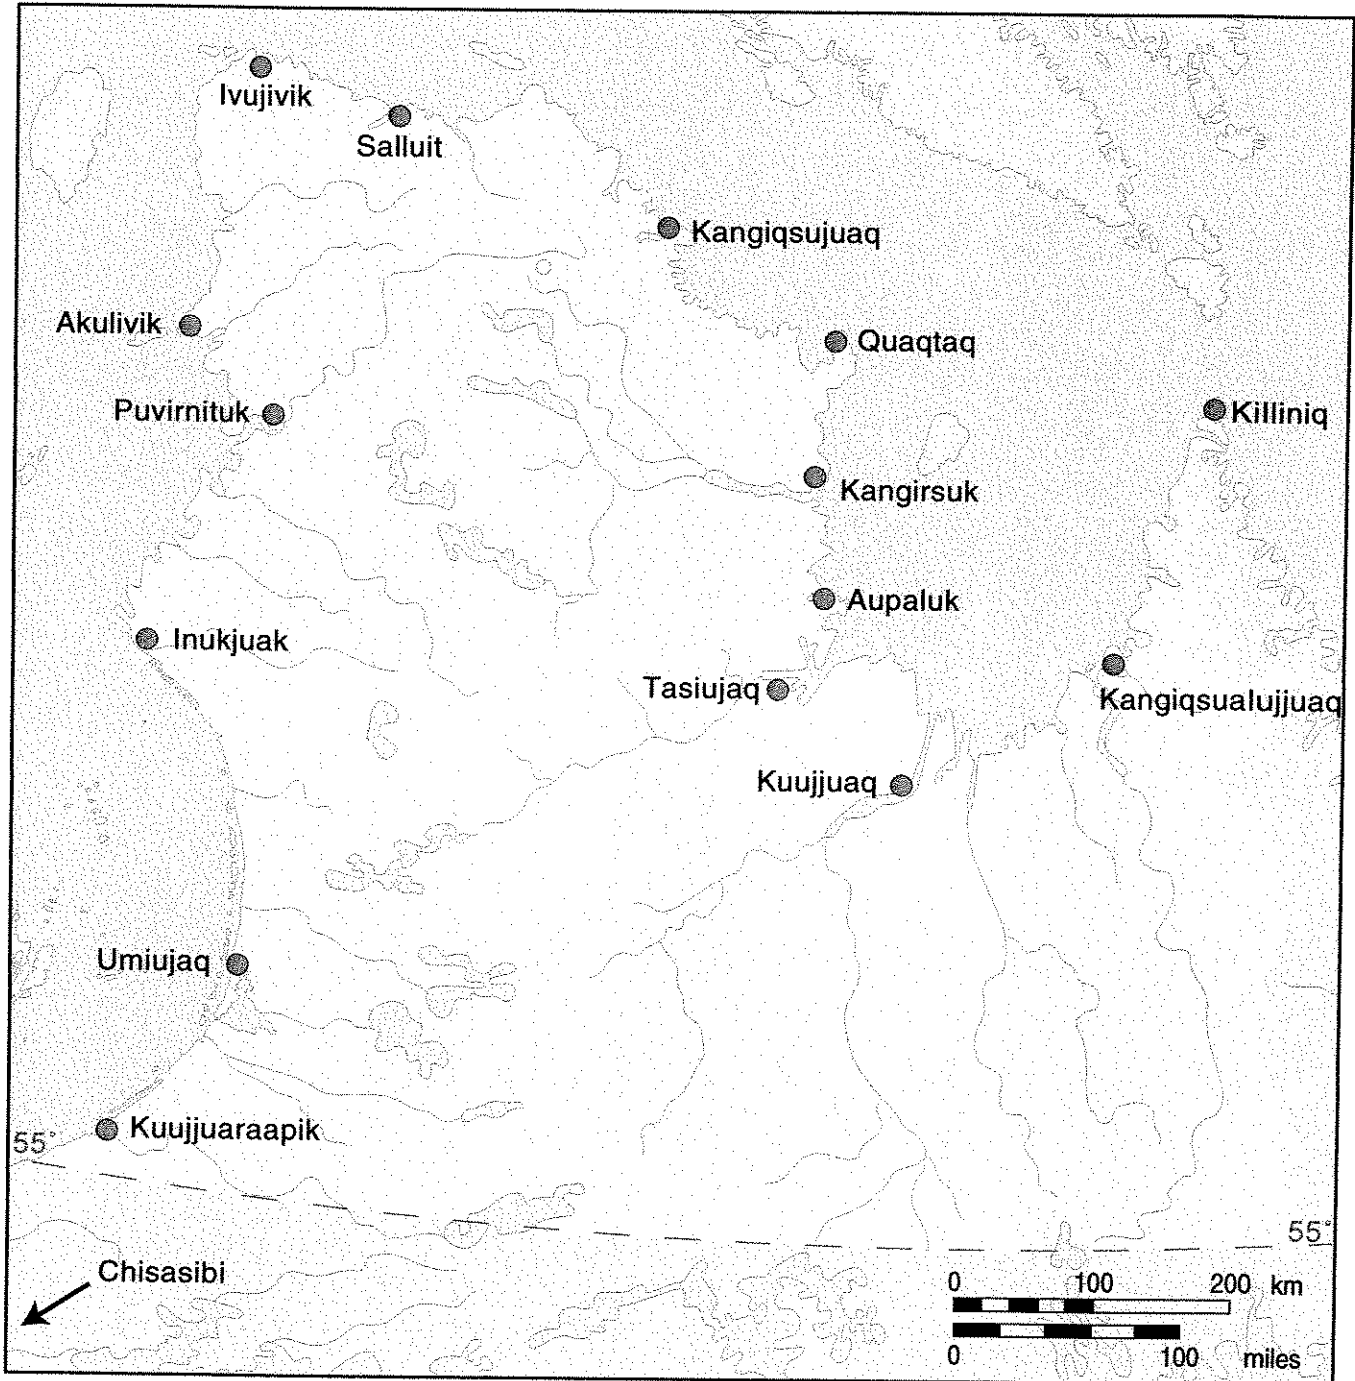 Ivujivik
Salluit
Kangiqsujuaq
Akulivik
Quaqtaq
Puvirnituk
Killiniq
Kangirsuk
Aupaluk
Inukjuak
Tasiujaq
Kangiqsualujjuaq
Kuujjuaq
Umiujaq
Kuujjuaraapik
55°
55°
Chisasibi
0 100 200 km
0 100 miles